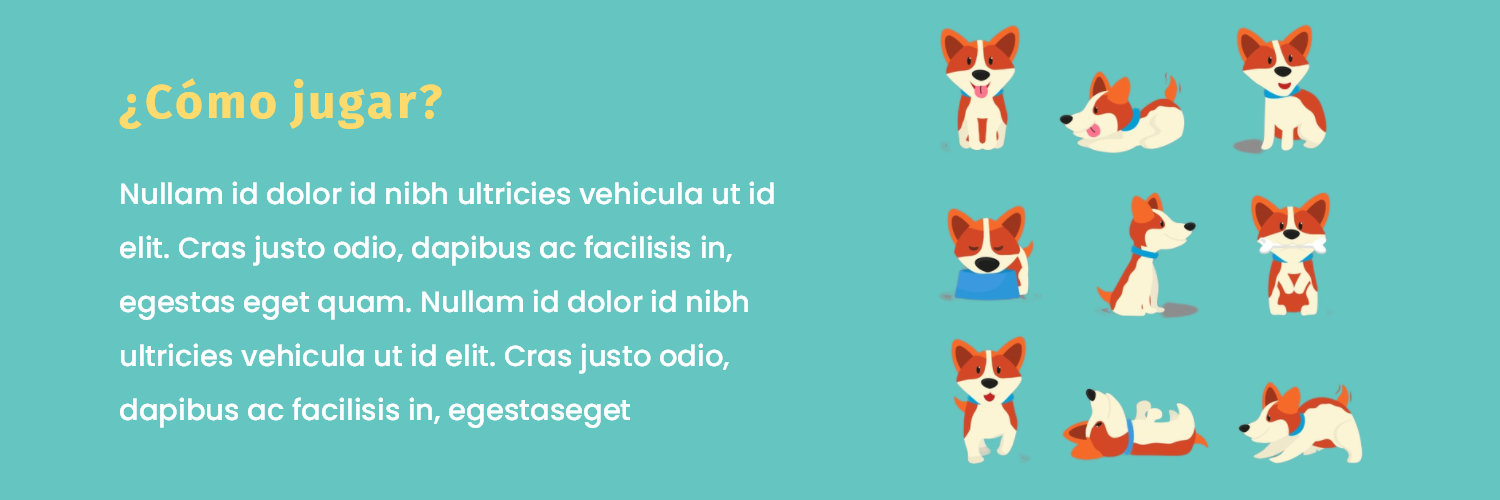 ¿Cómo jugar?
Nullam id dolor id nibh ultricies vehicula ut id
elit. Cras justo odio, dapibus ac facilisis in,
egestas eget quam. Nullam id dolor id nibh
ultricies vehicula ut id elit. Cras justo odio,
dapibus ac facilisis in, egestaseget